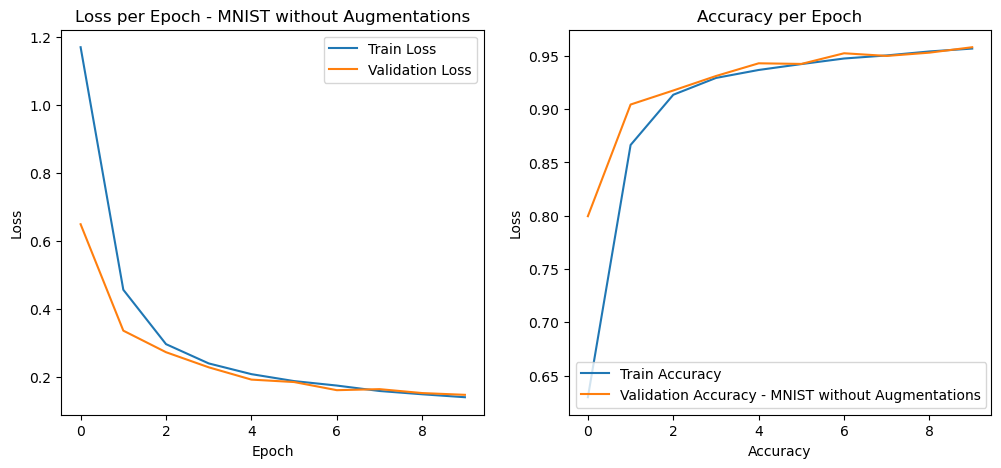 Loss per Epoch - MNIST without Augmentations
1.2
1.0
0.8
0.6
0.4
0.2
Loss
0 2 4 6 8
Epoch
Train Loss
Validation Loss
Accuracy per Epoch
0.95
0.90
0.85
0.80
0.75
0.70
0.65
Loss
0 2 4 6 8
Accuracy
Train Accuracy
Validation Accuracy - MNIST without Augmentations